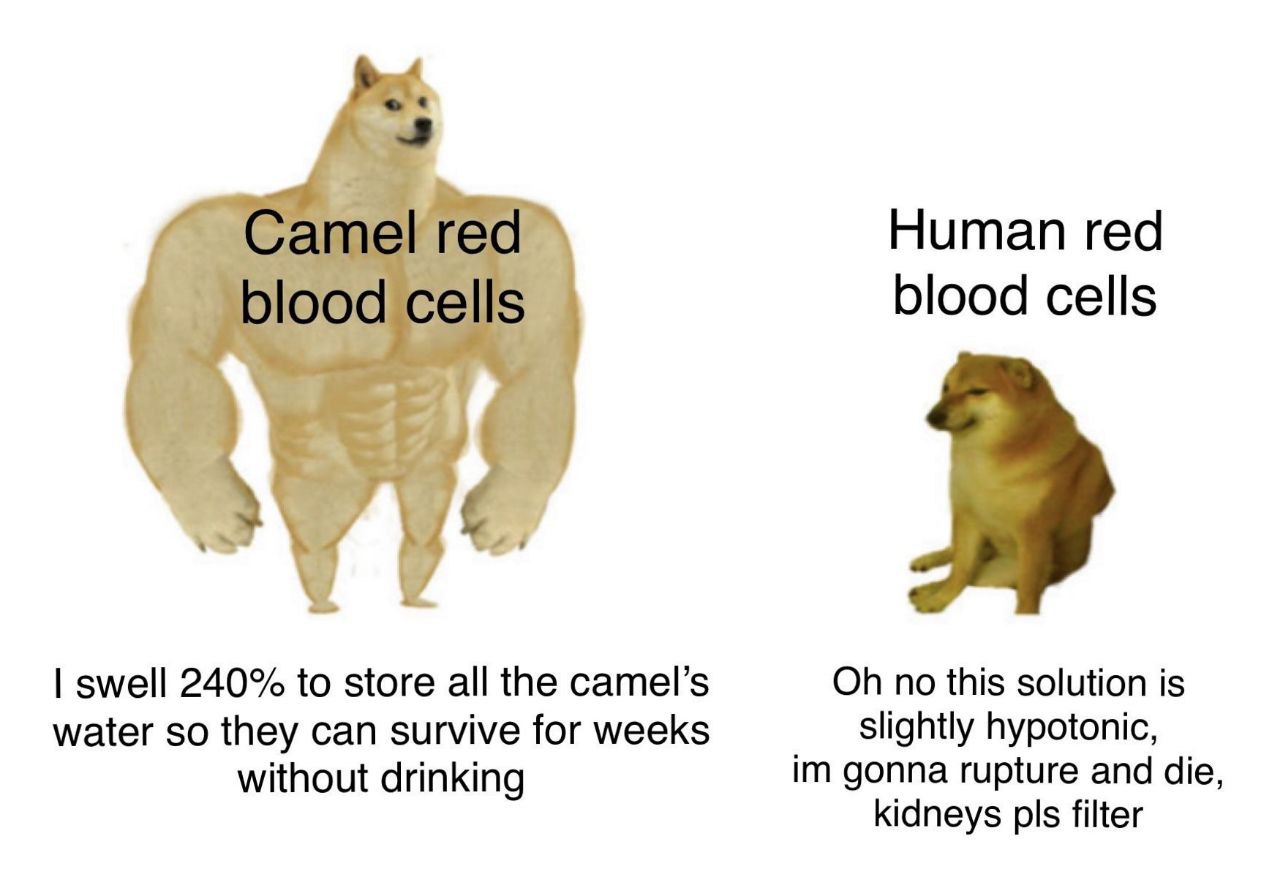 Camel red
blood cells
I swell 240% to store all the camel’s
water so they can survive for weeks
without drinking
Human red
blood cells
Oh no this solution is
slightly hypotonic,
im gonna rupture and die,
kidneys pls filter